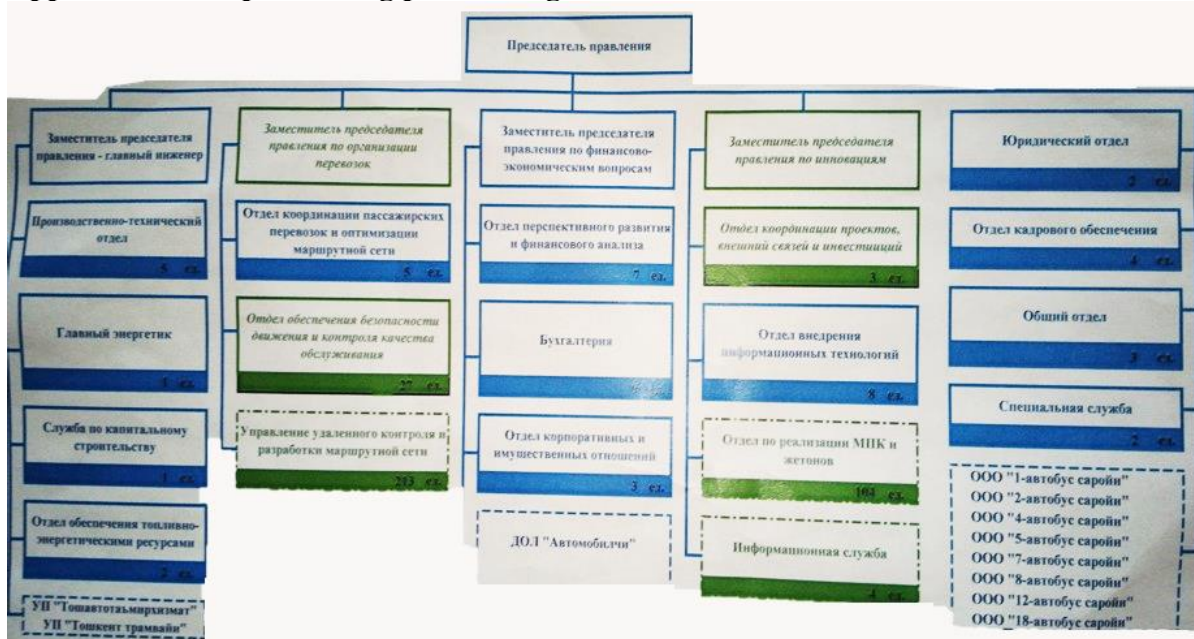 Председатель правления
Заместитель председателя
правления - главный инженер
Производственно-технический
отдел
5 ед.
Главный энергетик
1 ед.
Служба по капитальному
строительству
1 ед.
Отдел обеспечения топливно-
энергетическими ресурсами
2 ед.
УП "Тошавтотаъмирхизмат"
УП "Тошкент трамвайи"
Заместитель председателя
правления по организации
перевозок
Отдел координации пассажирских
перевозок и оптимизации
маршрутной сети
5 ед.
Отдел обеспечения безопасности
движения и контроля качества
обслуживания
27 ед.
Управление удаленного контроля и
разработки маршрутной сети
213 ед.
Заместитель председателя
правления по финансово-
экономическим вопросам
Отдел перспективного развития
и финансового анализа
7 ед.
Бухгалтерия
Отдел корпоративных и
имущественных отношений
3 ед.
ДОЛ "Автомобилчи"
Заместитель председателя
правления по инновациям
Отдел координации проектов,
внешний связей и инвестиций
3 ед.
Отдел внедрения
информационных технологий
8 ед.
Отдел по реализации МПК и
жетонов
104 ед.
Информационная служба
4 ед.
Юридический отдел
2 ед.
Отдел кадрового обеспечения
4 ед.
Общий отдел
3 ед.
Специальная служба
2 ед.
ООО "1-автобус саройи"
ООО "2-автобус саройи"
ООО "4-автобус саройи"
ООО "5-автобус саройи"
ООО "7-автобус саройи"
ООО "8-автобус саройи"
ООО "12-автобус саройи"
ООО "18-автобус саройи"